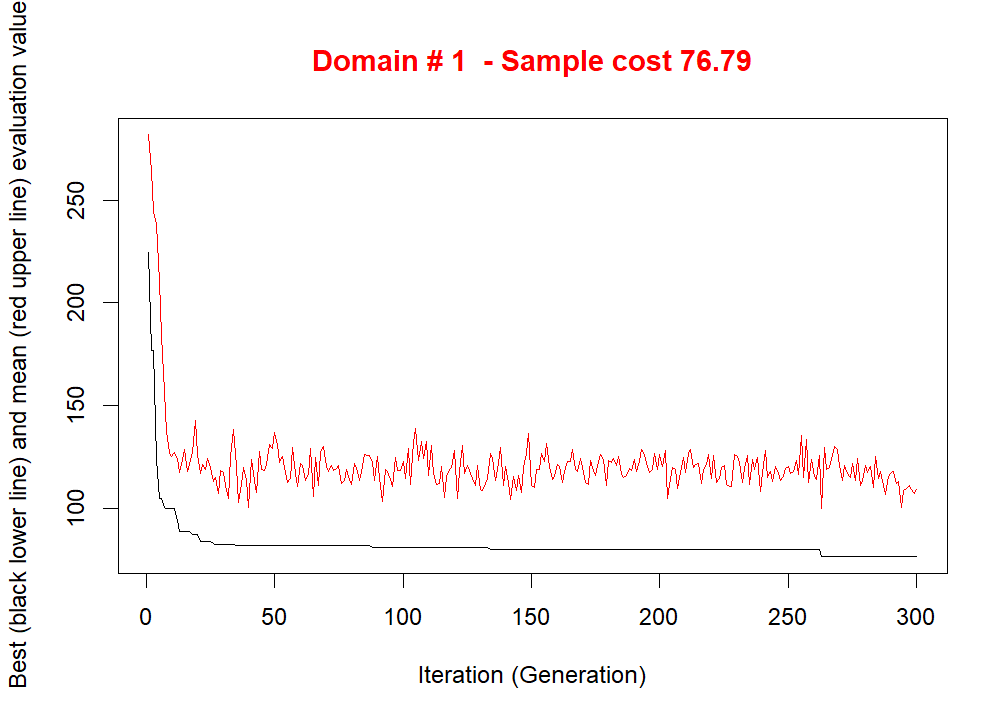 Domain # 1  - Sample cost 76.79
Best (black lower line) and mean (red upper line) evaluation value
250
200
150
100
0 50 100 150 200 250 300
Iteration (Generation)